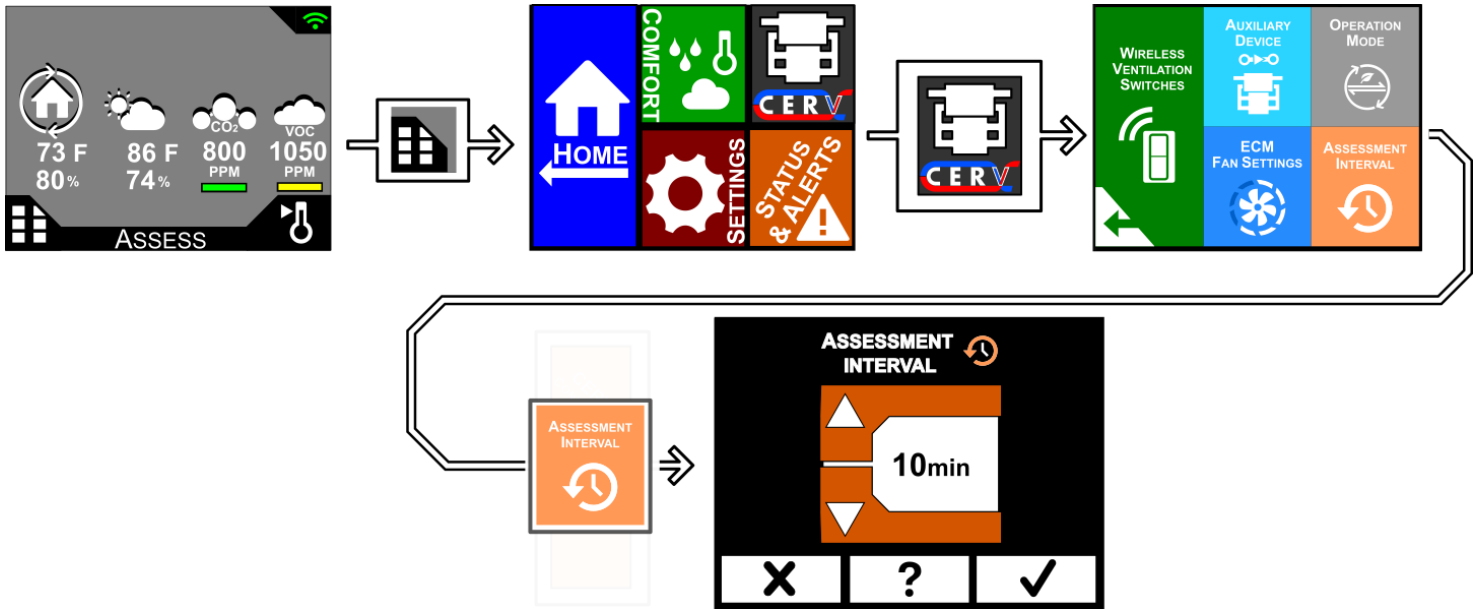 CO₂
VOC
73 F
86 F
800
1050
PPM
PPM
80%
74%
ASSESS
HOME
COMFORT
CERV
SETTINGS
STATUS
& ALERTS
CERV
WIRELESS
VENTILATION
SWITCHES
AUXILIARY
DEVICE
OPERATION
MODE
ECM
FAN SETTINGS
ASSESSMENT
INTERVAL
ASSESSMENT
INTERVAL
ASSESSMENT
INTERVAL
10min
?